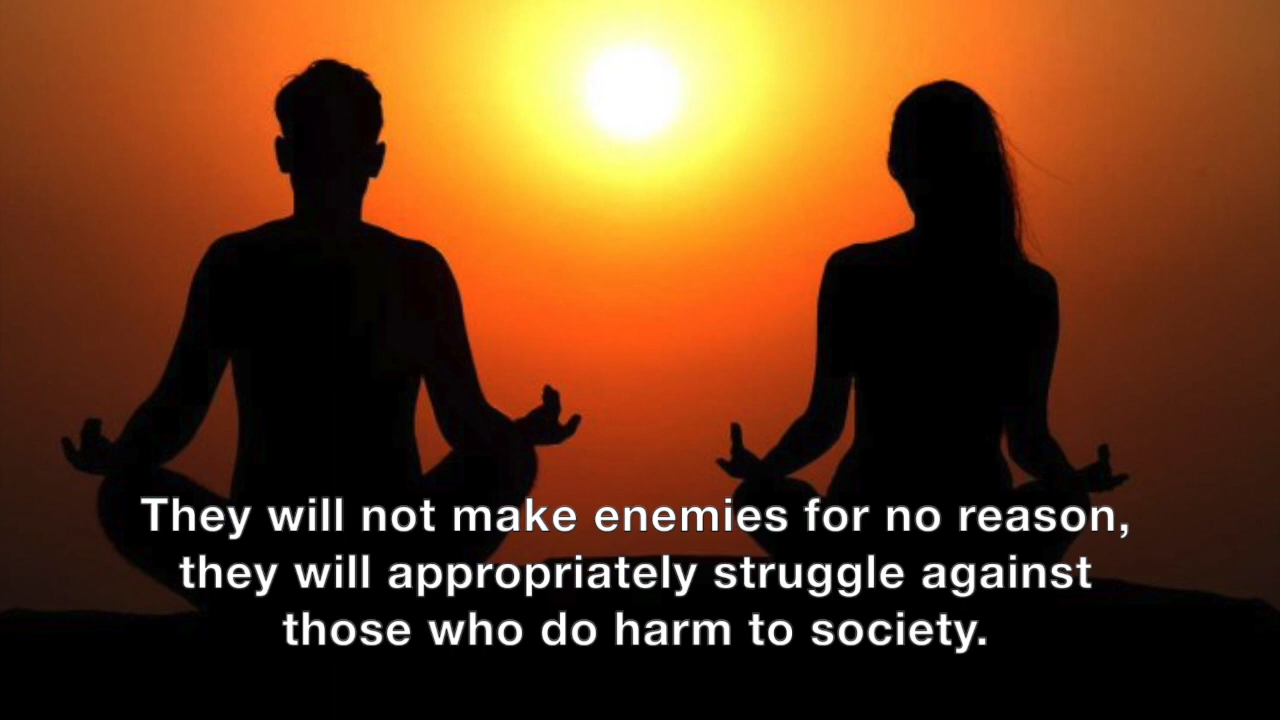 They will not make enemies for no reason,
they will appropriately struggle against
those who do harm to society.